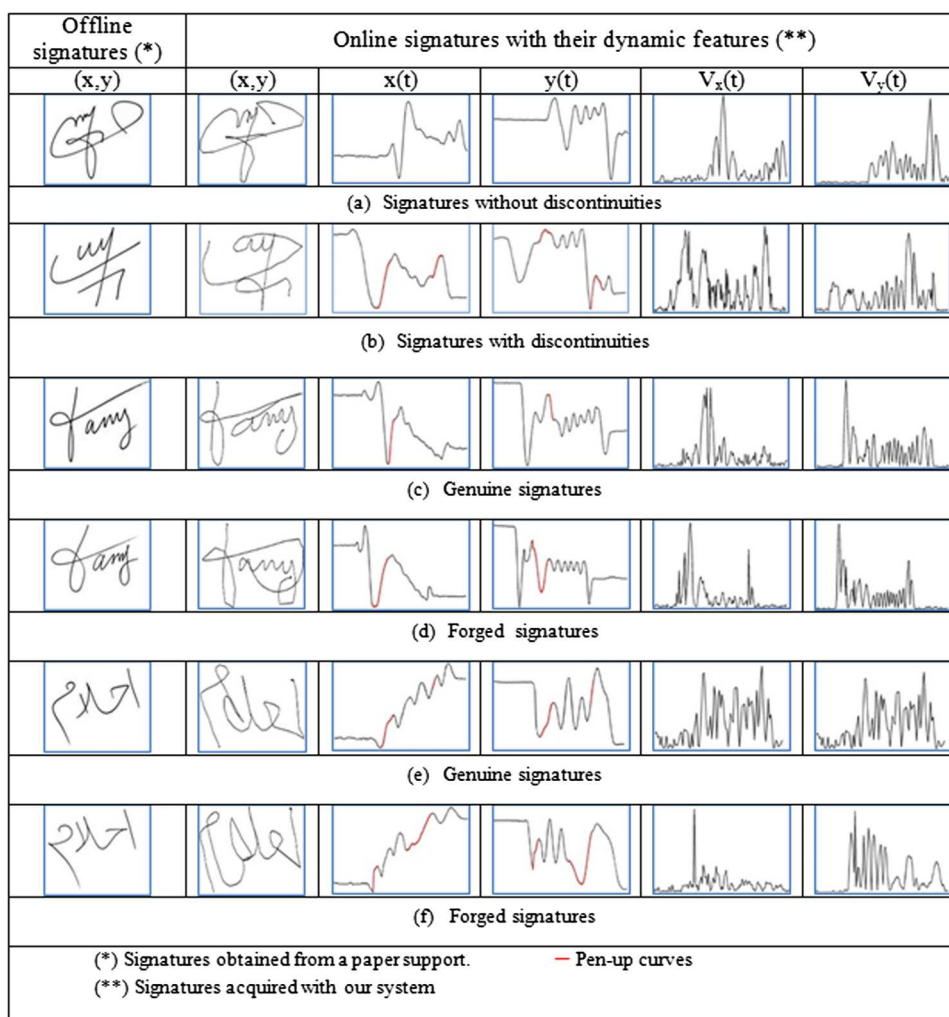 Offline signatures (*)
Online signatures with their dynamic features (**)
(x,y) (x,y) x(t) y(t) Vx(t) Vy(t)
(a) Signatures without discontinuities
(b) Signatures with discontinuities
(c) Genuine signatures
(d) Forged signatures
(e) Genuine signatures
(f) Forged signatures
(*) Signatures obtained from a paper support. — Pen-up curves
(**) Signatures acquired with our system